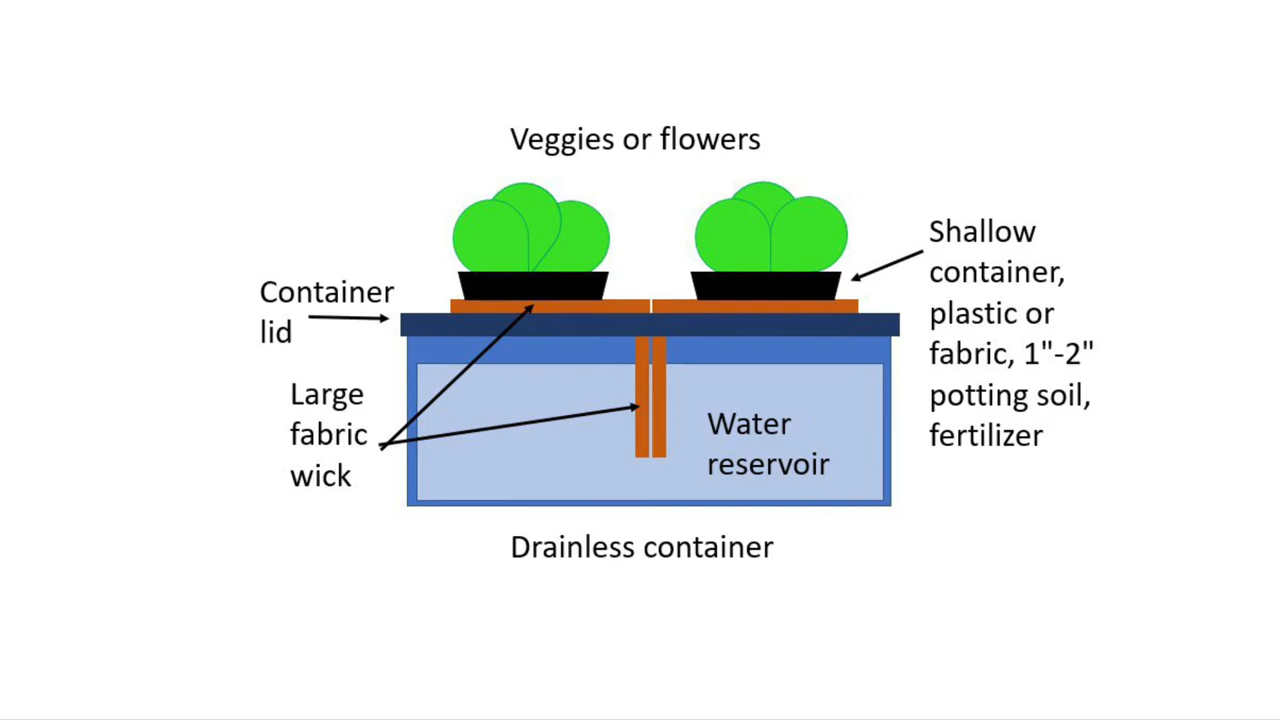 Veggies or flowers
Container
lid
Large
fabric
wick
Water
reservoir
Shallow
container,
plastic or
fabric, 1"-2"
potting soil,
fertilizer
Drainless container